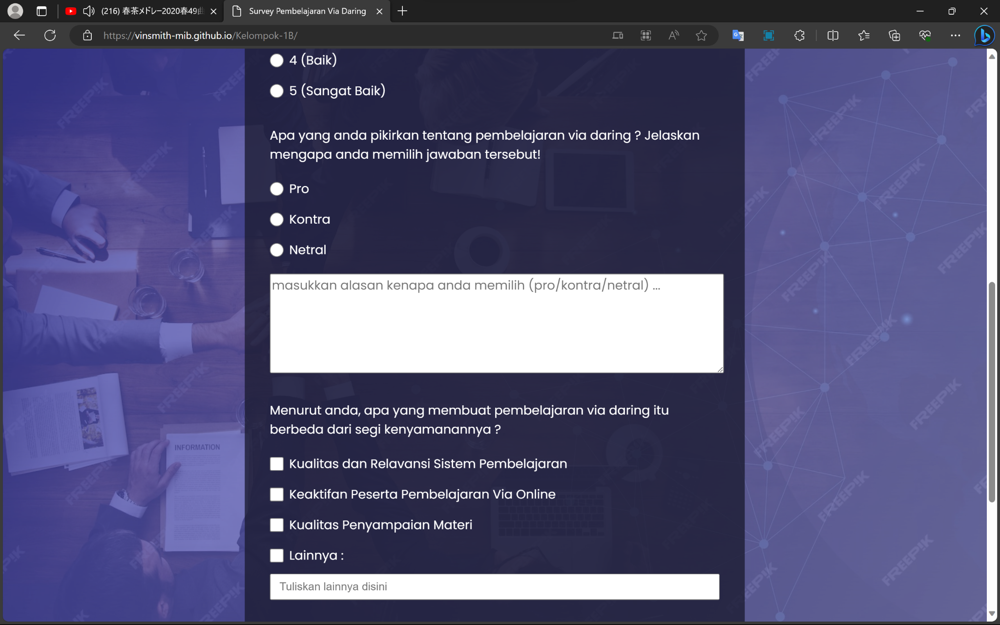 (216) 春茶メドレー2020春49曲
Survey Pembelajaran Via Daring
https://vinsmith-mib.github.io/Kelompok-1B/
4 (Baik)
5 (Sangat Baik)
Apa yang anda pikirkan tentang pembelajaran via daring ? Jelaskan
mengapa anda memilih jawaban tersebut!
Pro
Kontra
Netral
masukkan alasan kenapa anda memilih (pro/kontra/netral) ...
Menurut anda, apa yang membuat pembelajaran via daring itu
berbeda dari segi kenyamanannya ?
INFORMATION
Kualitas dan Relavansi Sistem Pembelajaran
Keaktifan Peserta Pembelajaran Via Online
Kualitas Penyampaian Materi
Lainnya :
Tuliskan lainnya disini
FREEPIK